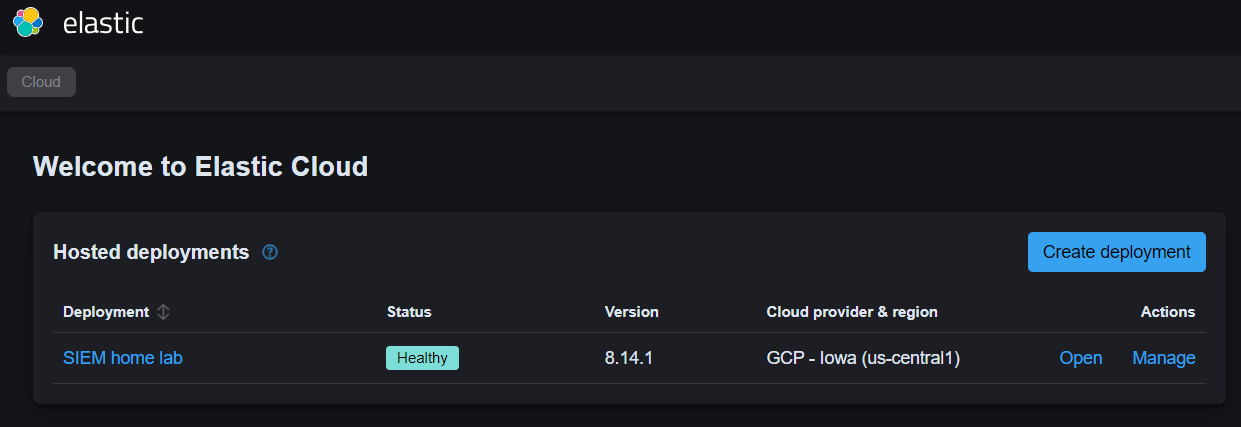 elastic
Cloud
Welcome to Elastic Cloud
Hosted deployments ? Create deployment
Deployment Status Version Cloud provider & region Actions
SIEM home lab Healthy 8.14.1 GCP - Iowa (us-central1) Open Manage